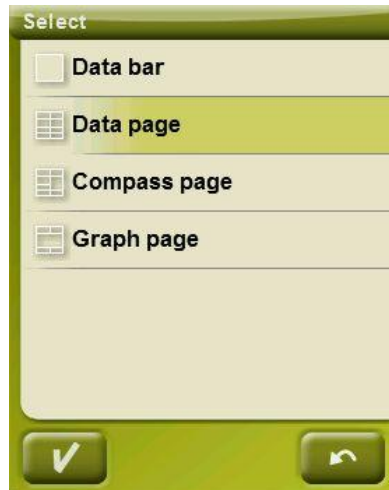 Select
Data bar
Data page
Compass page
Graph page